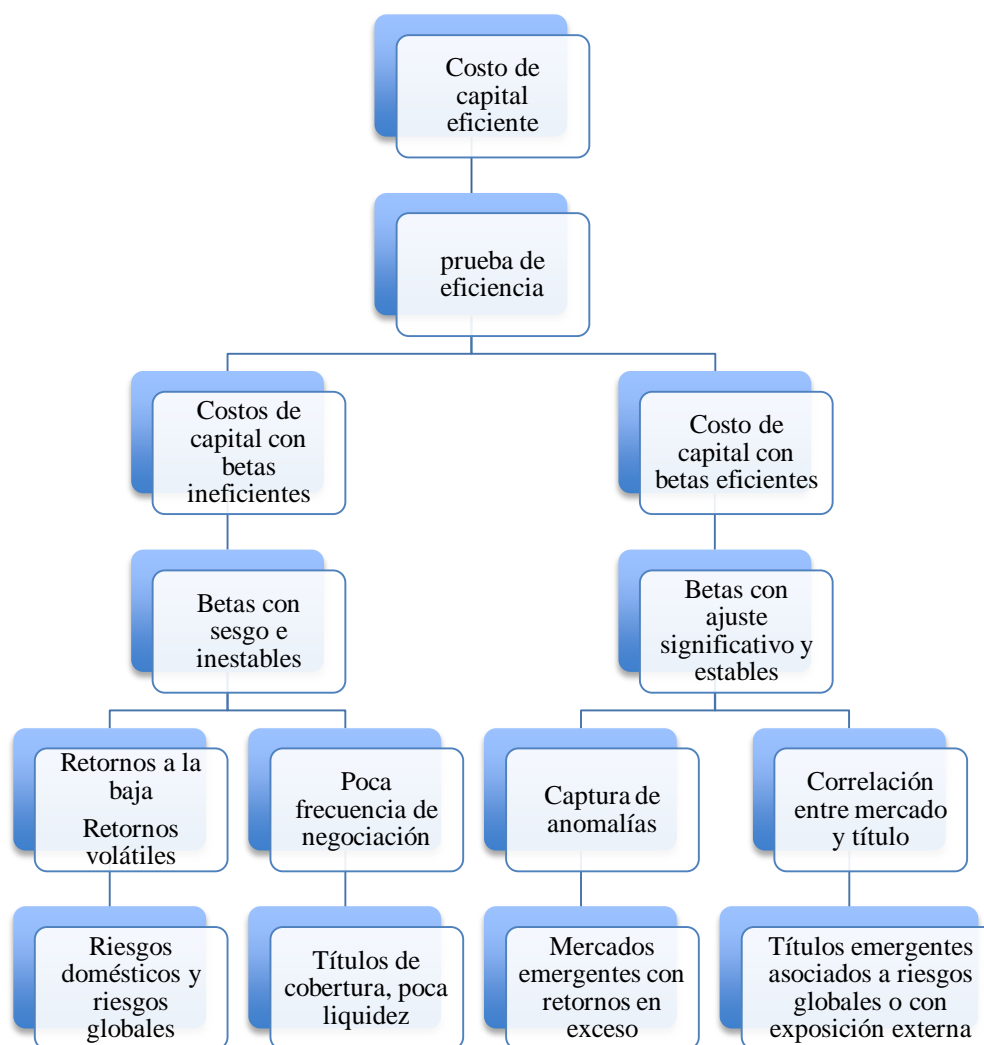 Costo de
capital
eficiente
prueba de
eficiencia
Costos de
capital con
betas
ineficientes
Costo de
capital con
betas eficientes
Betas con
sesgo e
inestables
Betas con
ajuste
significativo y
estables
Retornos a la
baja
Retornos
volátiles
Poca
frecuencia de
negociación
Captura de
anomalías
Correlación
entre mercado
y título
Riesgos
domésticos y
riesgos
globales
Títulos de
cobertura, poca
liquidez
Mercados
emergentes con
retornos en
exceso
Títulos emergentes
asociados a riesgos
globales o con
exposición externa